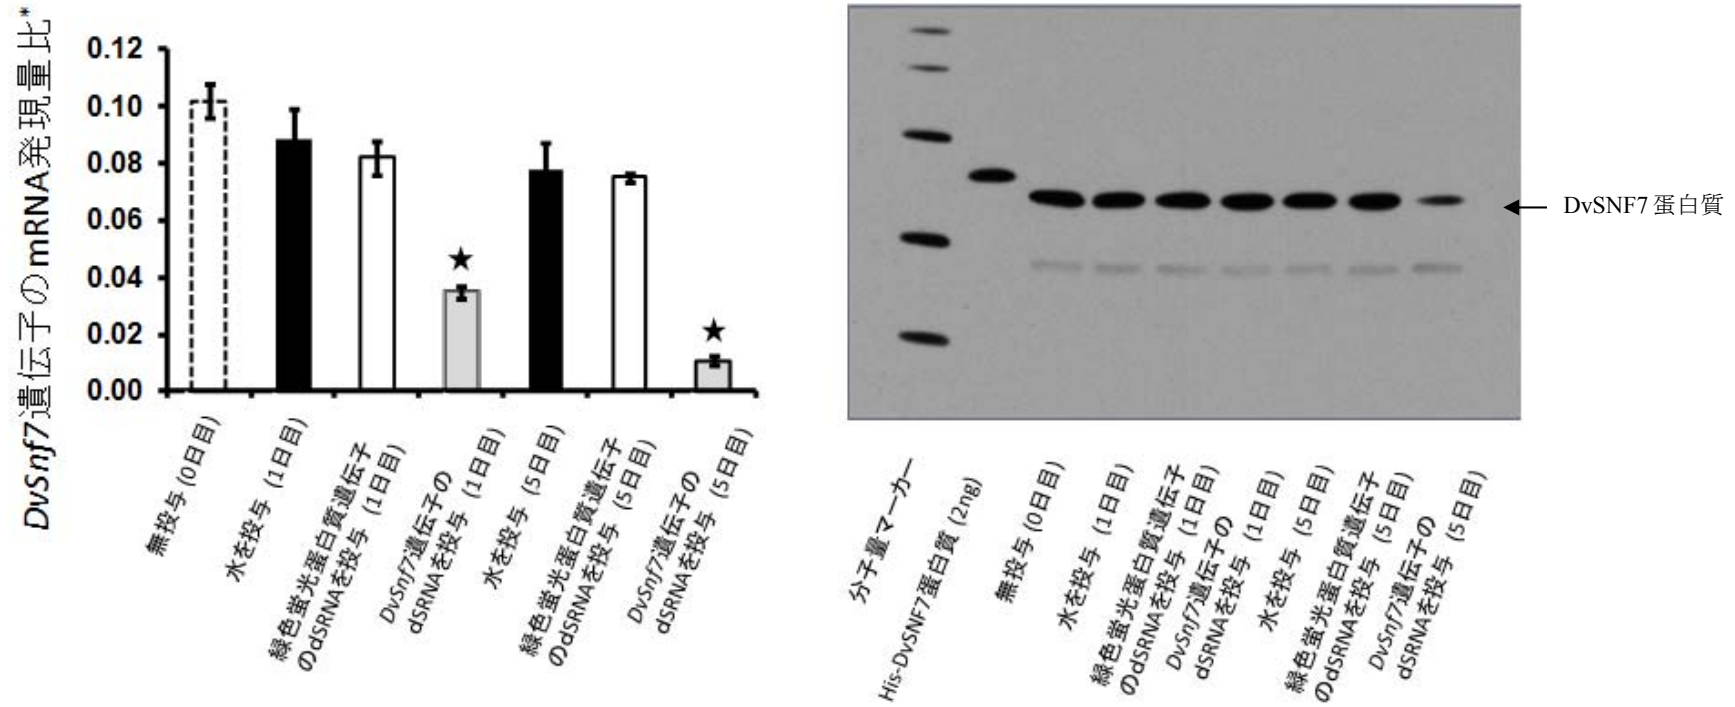 DvSnf7遺伝子のmRNA発現量比*
0.12
0.10
0.08
0.06
0.04
0.02
0.00
★
★
無投与 (0日目)
水を投与 (1日目)
緑色蛍光蛋白質遺伝子
のdSRNAを投与 (1日目)
DvSnf7遺伝子の
dSRNAを投与 (1日目)
水を投与 (5日目)
緑色蛍光蛋白質遺伝子
のdSRNAを投与 (5日目)
DvSnf7遺伝子の
dSRNAを投与 (5日目)
DvSNF7 蛋白質
分子量マーカー
His-DvSNF7蛋白質 (2ng)
無投与 (0日目)
水を投与 (1日目)
緑色蛍光蛋白質遺伝子
のdSRNAを投与 (1日目)
DvSnf7遺伝子の
dSRNAを投与 (1日目)
水を投与 (5日目)
緑色蛍光蛋白質遺伝子
のdSRNAを投与 (5日目)
DvSnf7遺伝子の
dSRNAを投与 (5日目)